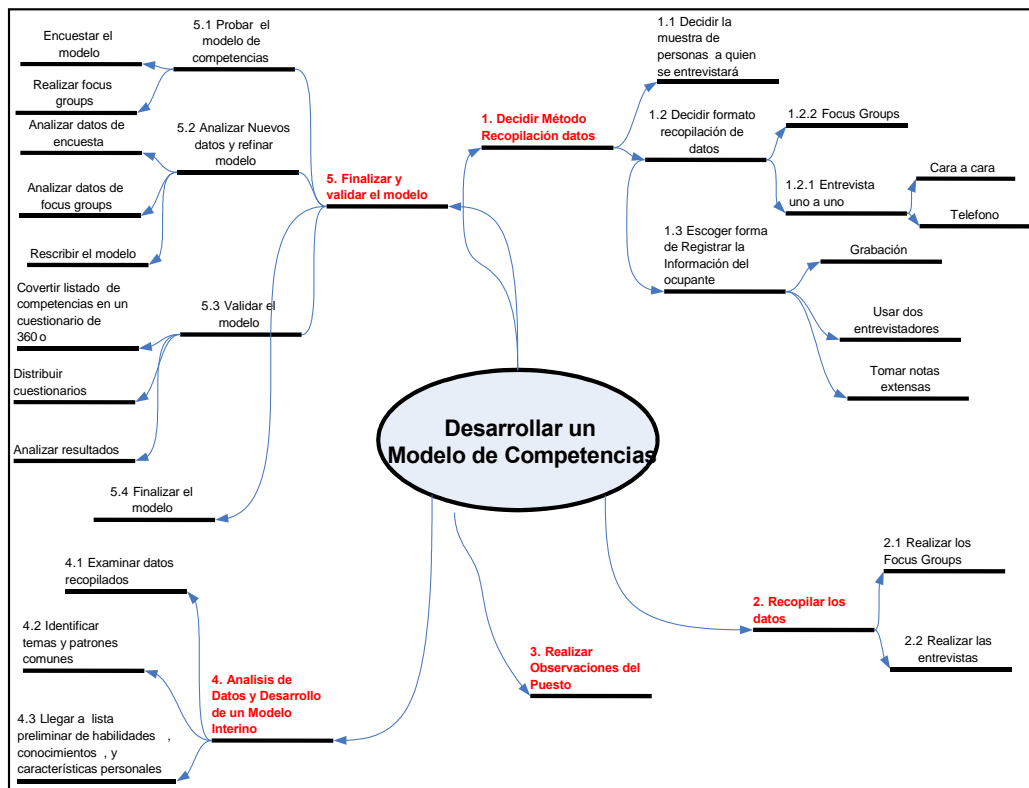 Desarrollar un
Modelo de Competencias
1. Decidir Método
Recopilación datos
1.1 Decidir la
muestra de
personas a quien
se entrevistará
1.2 Decidir formato
recopilación de
datos
1.2.2 Focus Groups
1.2.1 Entrevista
uno a uno
Cara a cara
Telefono
1.3 Escoger forma
de Registrar la
Información del
ocupante
Grabación
Usar dos
entrevistadores
Tomar notas
extensas
2. Recopilar los
datos
2.1 Realizar los
Focus Groups
2.2 Realizar las
entrevistas
3. Realizar
Observaciones del
Puesto
4. Analisis de
Datos y Desarrollo
de un Modelo
Interino
4.1 Examinar datos
recopilados
4.2 Identificar
temas y patrones
comunes
4.3 Llegar a lista
preliminar de habilidades ,
conocimientos , y
características personales
5. Finalizar y
validar el modelo
5.1 Probar el
modelo de
competencias
Encuestar el
modelo
Realizar focus
groups
5.2 Analizar Nuevos
datos y refinar
modelo
Analizar datos de
encuesta
Analizar datos de
focus groups
Rescribir el modelo
5.3 Validar el
modelo
Covertir listado de
competencias en un
cuestionario de
360 o
Distribuir
cuestionarios
Analizar resultados
5.4 Finalizar el
modelo